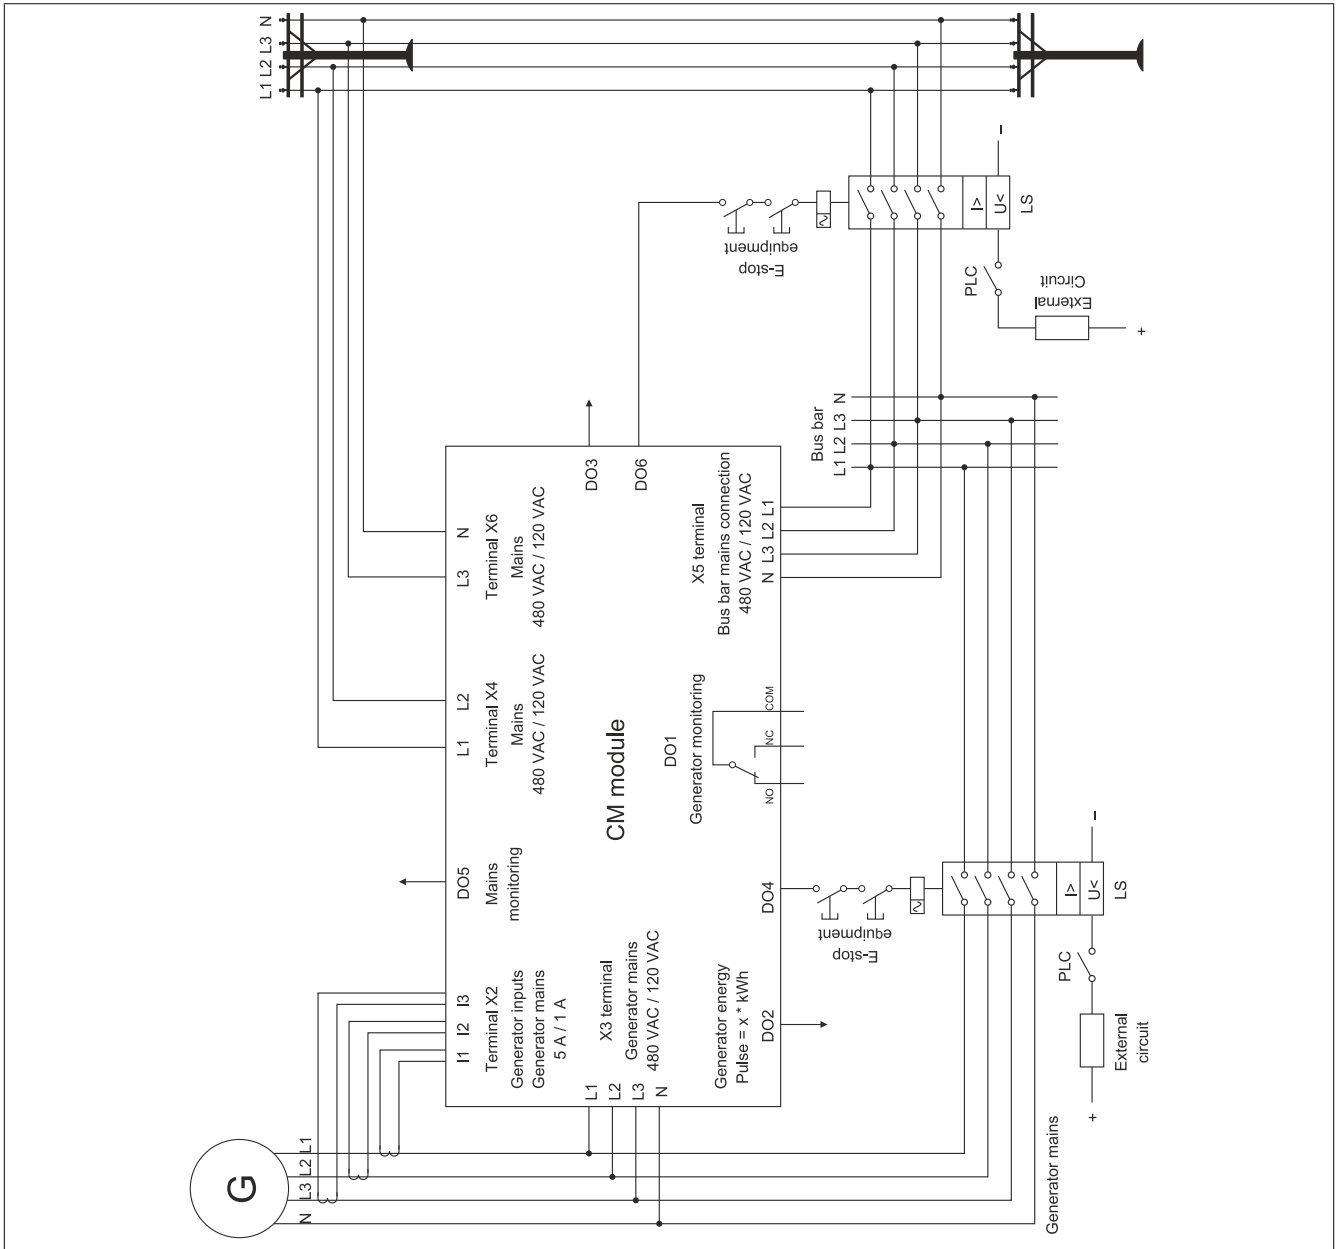 L1 L2 L3 N
E-stop
equipment
I>
U<
LS
PLC
External
Circuit
+
−
Bus bar
L1 L2 L3 N
DO3
DO6
N
L3
Terminal X6
Mains
480 VAC / 120 VAC
X5 terminal
Bus bar mains connection
480 VAC / 120 VAC
N L3 L2 L1
L2
L1
Terminal X4
Mains
480 VAC / 120 VAC
CM module
DO1
Generator monitoring
NO
NC
COM
DO5
Mains
monitoring
DO4
E-stop
equipment
I>
U<
LS
PLC
External
circuit
+
−
I1 I2 I3
Terminal X2
Generator inputs
Generator mains
5 A / 1 A
X3 terminal
Generator mains
480 VAC / 120 VAC
L1
L2
L3
N
Generator energy
Pulse = x * kWh
DO2
G
N L3 L2 L1
Generator mains